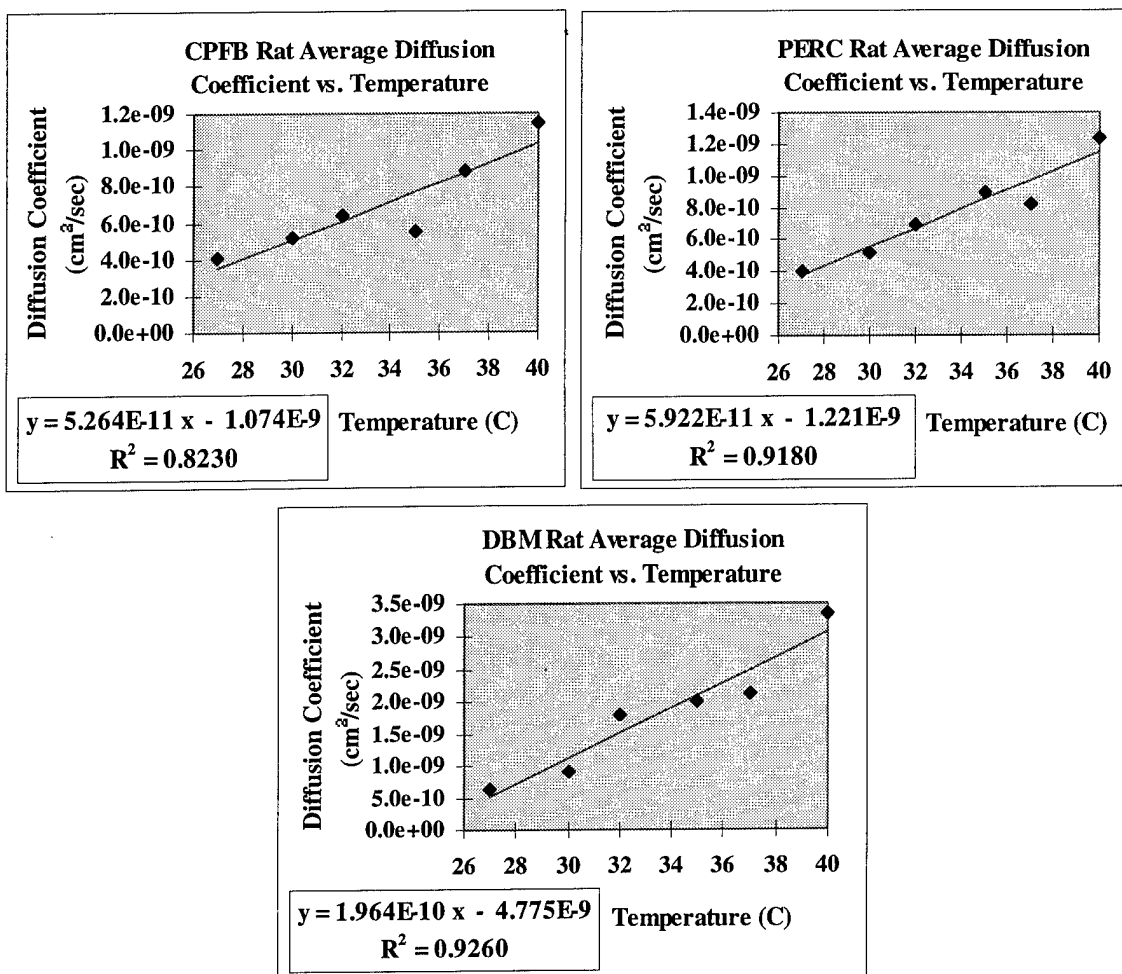 CPFB Rat Average Diffusion
Coefficient vs. Temperature
Diffusion Coefficient
(cm²/sec)
1.2e-09
1.0e-09
8.0e-10
6.0e-10
4.0e-10
2.0e-10
0.0e+00
26 28 30 32 34 36 38 40
Temperature (C)
y = 5.264E-11 x - 1.074E-9
R² = 0.8230
PERC Rat Average Diffusion
Coefficient vs. Temperature
Diffusion Coefficient
(cm²/sec)
1.4e-09
1.2e-09
1.0e-09
8.0e-10
6.0e-10
4.0e-10
2.0e-10
0.0e+00
26 28 30 32 34 36 38 40
Temperature (C)
y = 5.922E-11 x - 1.221E-9
R² = 0.9180
DBM Rat Average Diffusion
Coefficient vs. Temperature
Diffusion Coefficient
(cm²/sec)
3.5e-09
3.0e-09
2.5e-09
2.0e-09
1.5e-09
1.0e-09
5.0e-10
0.0e+00
26 28 30 32 34 36 38 40
Temperature (C)
y = 1.964E-10 x - 4.775E-9
R² = 0.9260